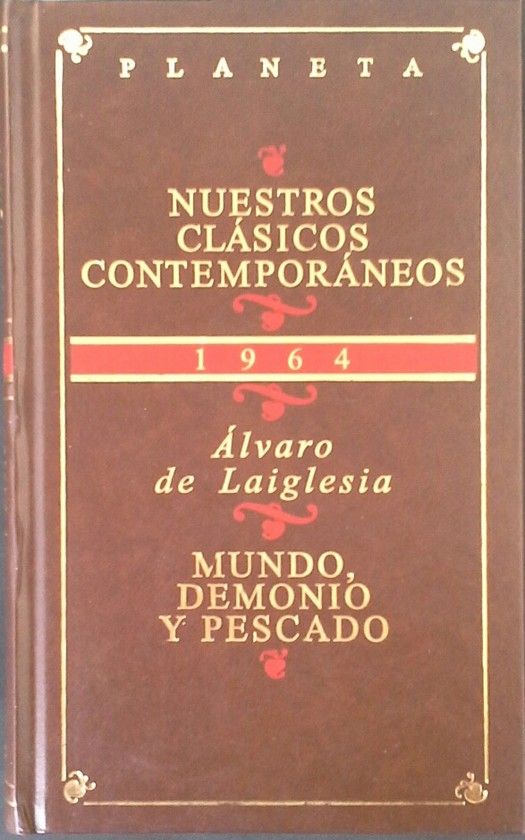 PLANETA
NUESTROS
CLÁSICOS
CONTEMPORÁNEOS
1964
Álvaro
de Laiglesia
MUNDO,
DEMONIO
Y PESCADO